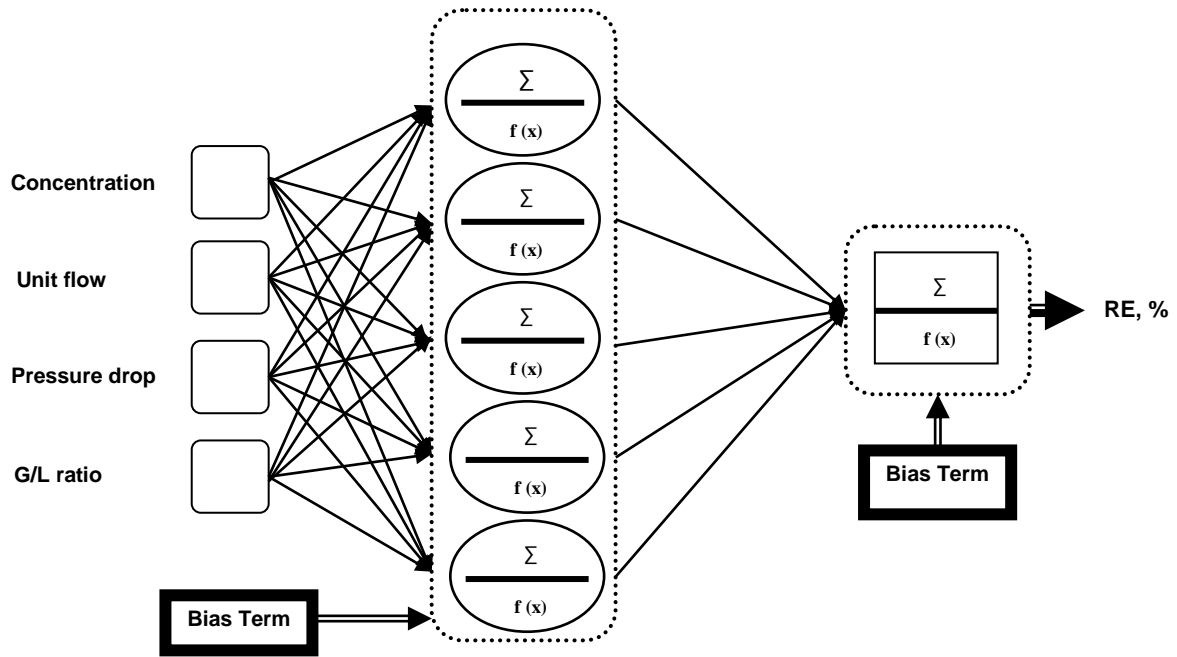 Concentration
Unit flow
Pressure drop
G/L ratio
Bias Term
Σ
f (x)
Σ
f (x)
Σ
f (x)
Σ
f (x)
Σ
f (x)
Σ
f (x)
Bias Term
RE, %